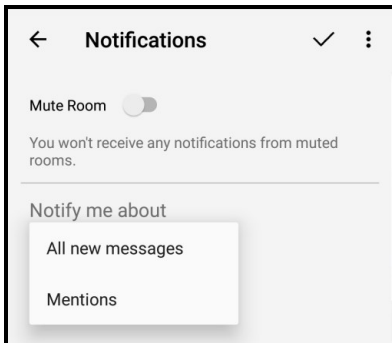 Notifications
Mute Room
You won't receive any notifications from muted
rooms.
Notify me about
All new messages
Mentions